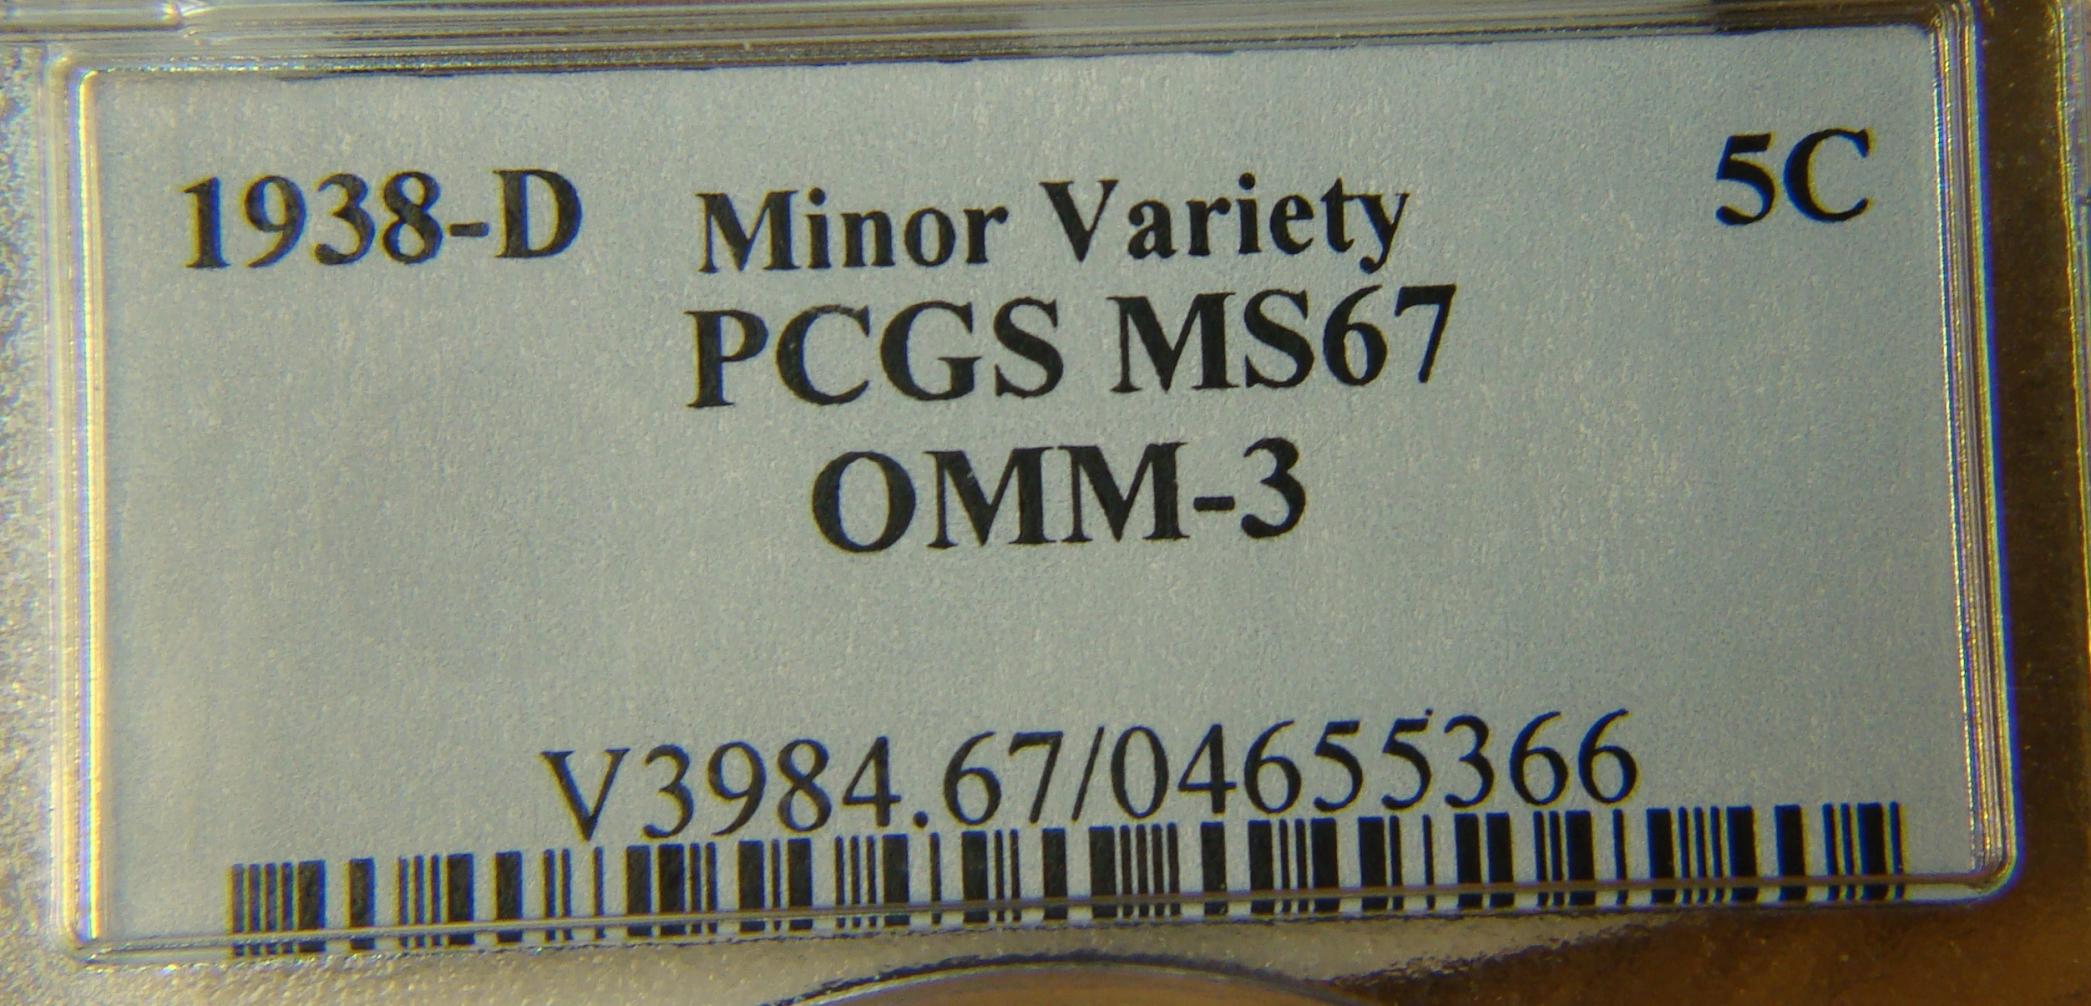 1938-D Minor Variety 5C
PCGS MS67
OMM-3
V3984.67/04655366